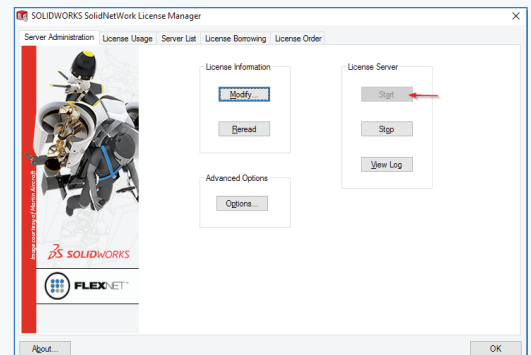 SOLIDWORKS SolidNetWork License Manager
Server Administration License Usage Server List License Borrowing License Order
License Information
Modify...
Reread
Advanced Options
Options...
License Server
Start
Stop
View Log
Image courtesy of Martin Aircraft
SOLIDWORKS
FLEXNET
About...
OK